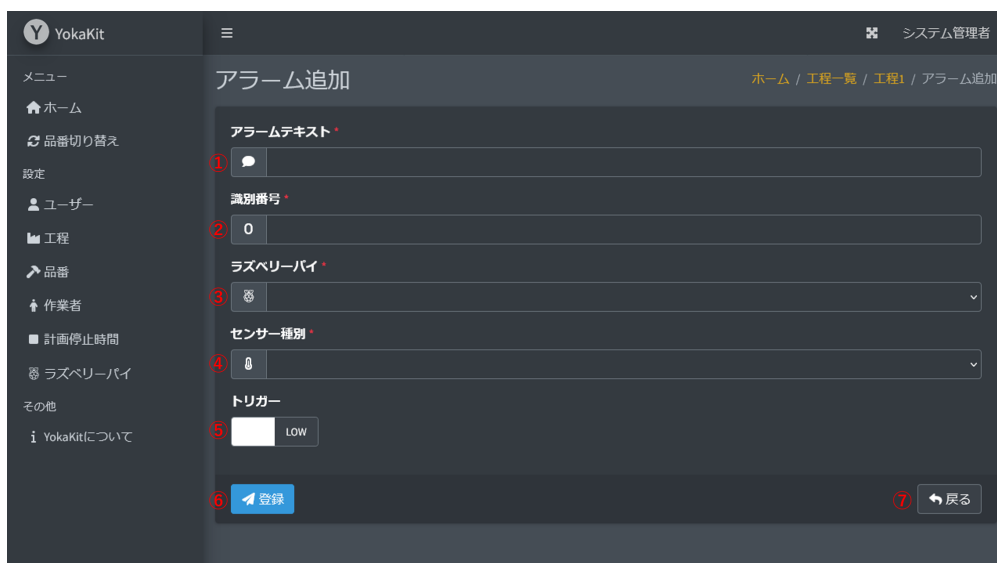 YokaKit
システム管理者
メニュー
ホーム
品番切り替え
設定
ユーザー
工程
品番
作業者
計画停止時間
ラズベリーパイ
その他
YokaKitについて
アラーム追加
ホーム / 工程一覧 / 工程1 / アラーム追加
アラームテキスト *
①
識別番号 *
② 0
ラズベリーパイ *
③
センサー種別 *
④
トリガー
⑤ LOW
⑥ 登録
⑦ 戻る